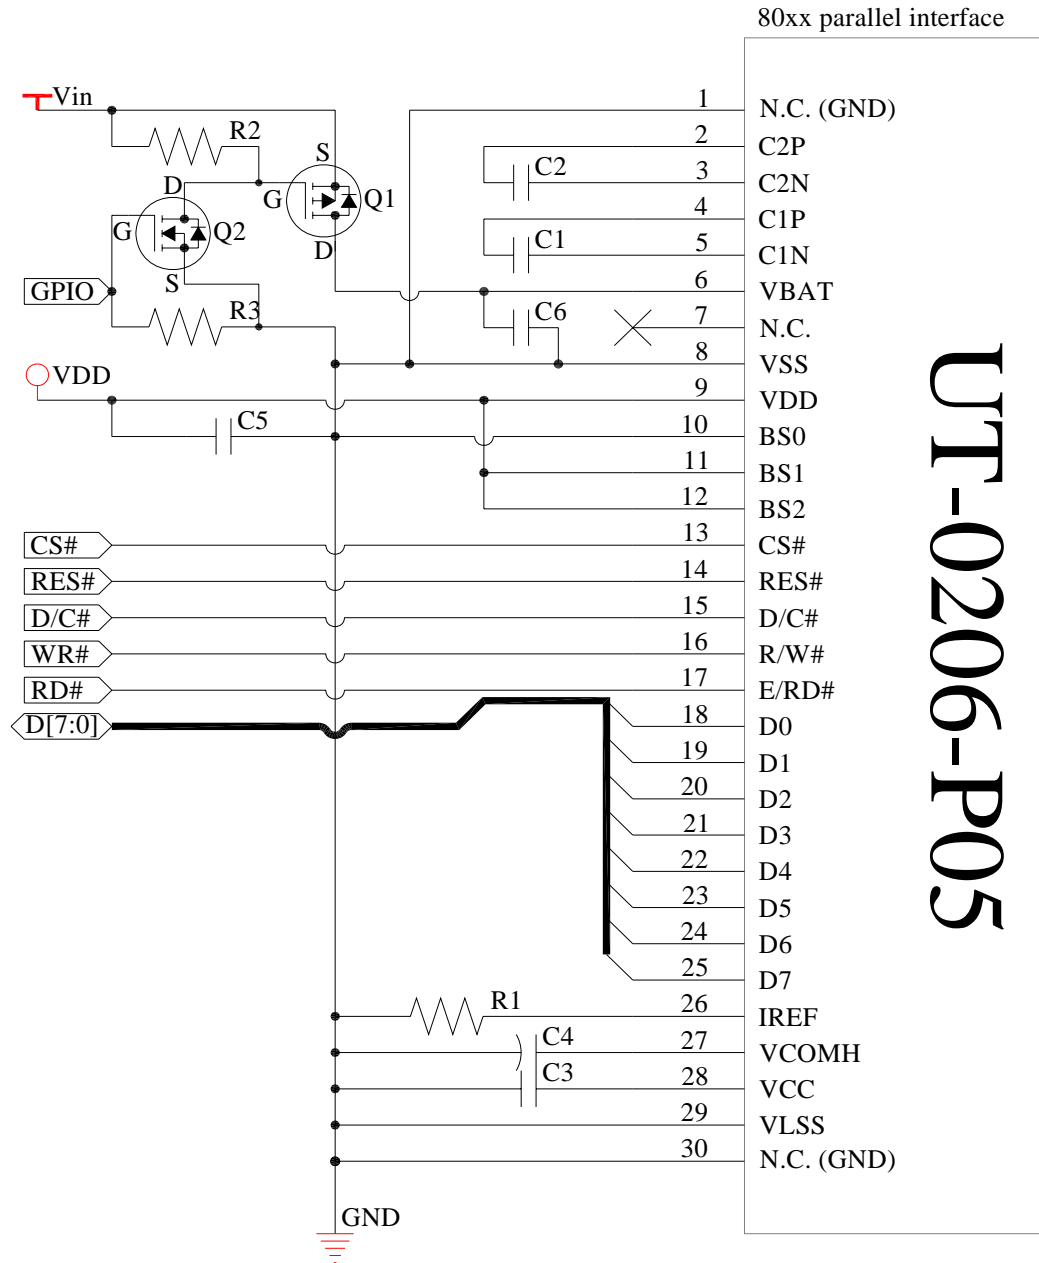 80xx parallel interface
Vin
R2
S
D
G
Q1
G
Q2
D
S
GPIO
R3
VDD
C5
C2
C1
C6
1 N.C. (GND)
2 C2P
3 C2N
4 C1P
5 C1N
6 VBAT
7 N.C.
8 VSS
9 VDD
10 BS0
11 BS1
12 BS2
CS# 13 CS#
RES# 14 RES#
D/C# 15 D/C#
WR# 16 R/W#
RD# 17 E/RD#
D[7:0] 18 D0
19 D1
20 D2
21 D3
22 D4
23 D5
24 D6
25 D7
R1 26 IREF
C4 27 VCOMH
C3 28 VCC
29 VLSS
30 N.C. (GND)
GND
UT-0206-P05